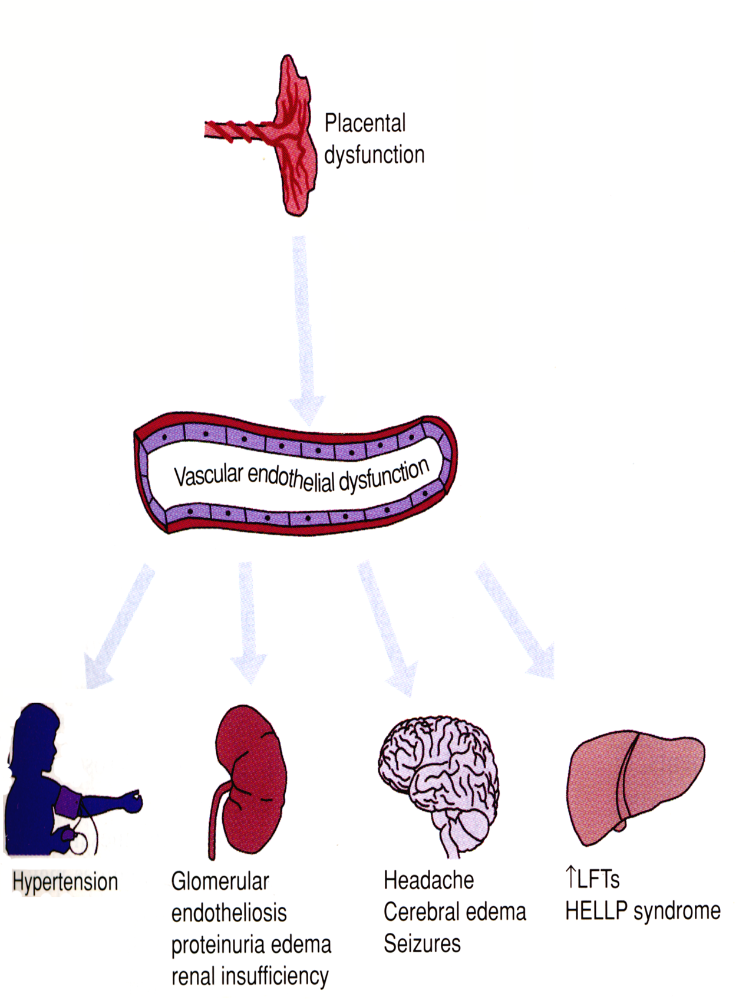 Placental
dysfunction
Vascular endothelial dysfunction
Hypertension
Glomerular
endotheliosis
proteinuria edema
renal insufficiency
Headache
Cerebral edema
Seizures
↑LFTs
HELLP syndrome